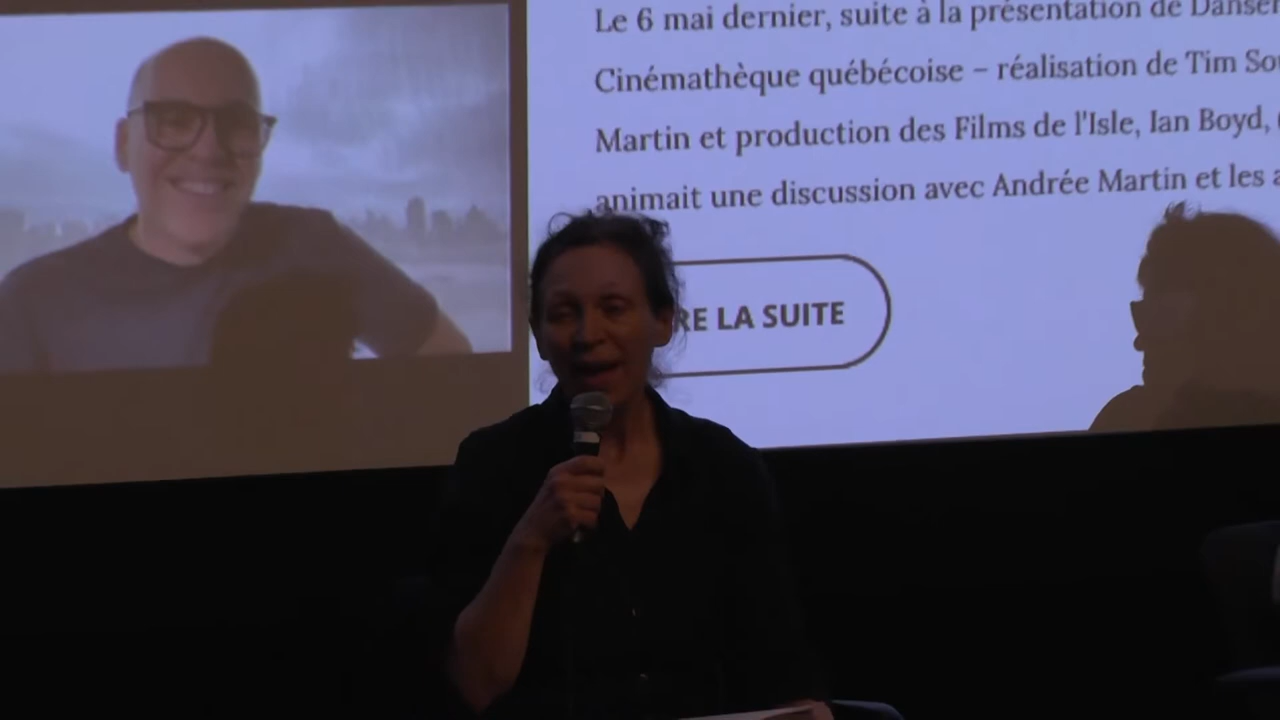 Le 6 mai dernier, suite à la présentation de Danser
Cinémathèque québécoise – réalisation de Tim
Martin et production des Films de l'Isle, Ian Boyd,
animait une discussion avec Andrée Martin et les
RE LA SUITE